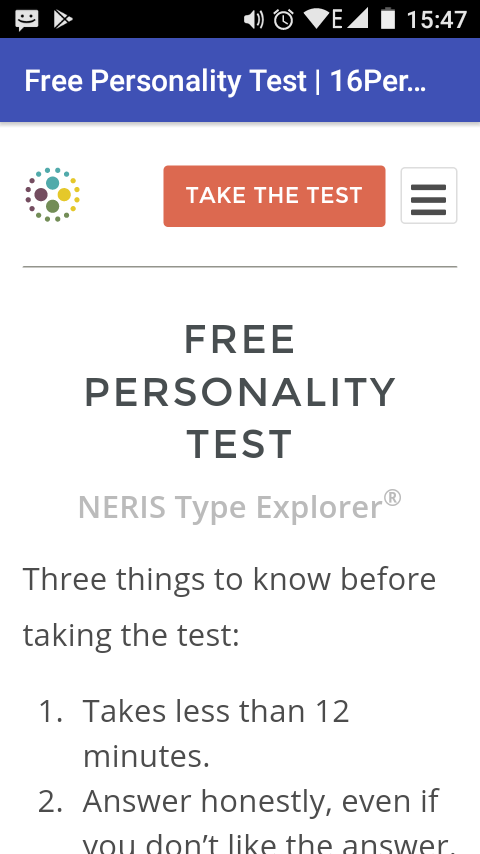 E 15:47
Free Personality Test | 16Per...
TAKE THE TEST
FREE
PERSONALITY
TEST
NERIS Type Explorer®
Three things to know before
taking the test:
1. Takes less than 12
minutes.
2. Answer honestly, even if
you don’t like the answer.